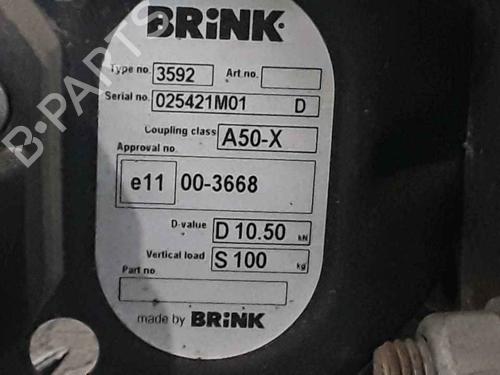 BRiNK
Type no. 3592 Art no.
Serial no. 025421M01 D
Coupling class A50-X
Approval no.
e11 00-3668
D-value D 10.50 kN
Vertical load S 100 kg
Part no
made by BRiNK
B-PARTS